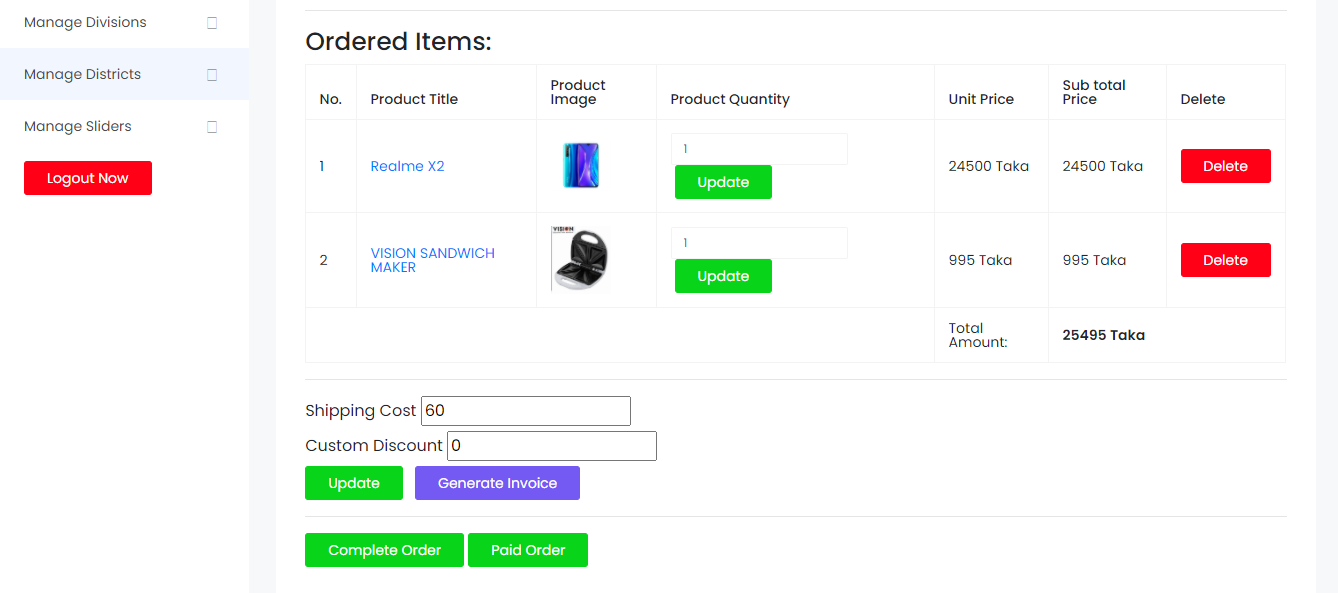 Manage Divisions
Manage Districts
Manage Sliders
Logout Now
Ordered Items:
No. Product Title Product Image Product Quantity Unit Price Sub total Price Delete
1 Realme X2 1 Update 24500 Taka 24500 Taka Delete
2 VISION SANDWICH MAKER VISION 1 Update 995 Taka 995 Taka Delete
Total Amount: 25495 Taka
Shipping Cost 60
Custom Discount 0
Update Generate Invoice
Complete Order Paid Order